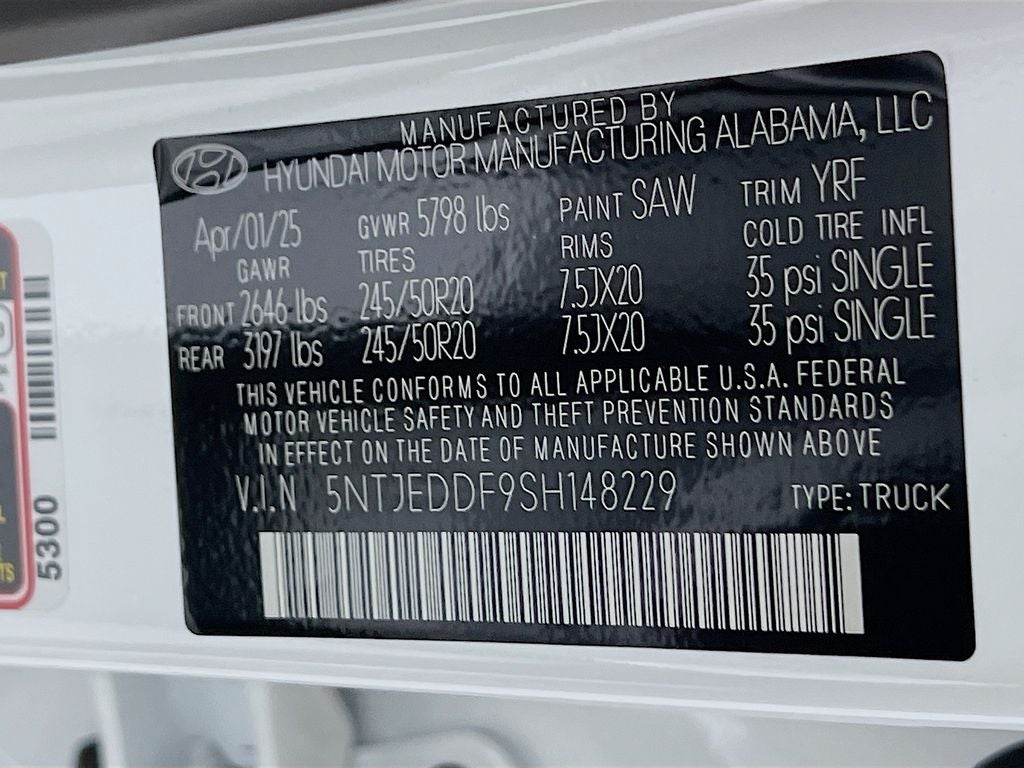 MANUFACTURED BY
HYUNDAI MOTOR MANUFACTURING ALABAMA, LLC
Apr/01/25 GVWR 5798 lbs PAINT SAW TRIM YRF
GAWR TIRES RIMS COLD TIRE INFL
FRONT 2646 lbs 245/50R20 7.5JX20 35 psi SINGLE
REAR 3197 lbs 245/50R20 7.5JX20 35 psi SINGLE
THIS VEHICLE CONFORMS TO ALL APPLICABLE U.S.A. FEDERAL
MOTOR VEHICLE SAFETY AND THEFT PREVENTION STANDARDS
IN EFFECT ON THE DATE OF MANUFACTURE SHOWN ABOVE
V.I.N 5NTJEDDF9SH148229 TYPE: TRUCK
5300